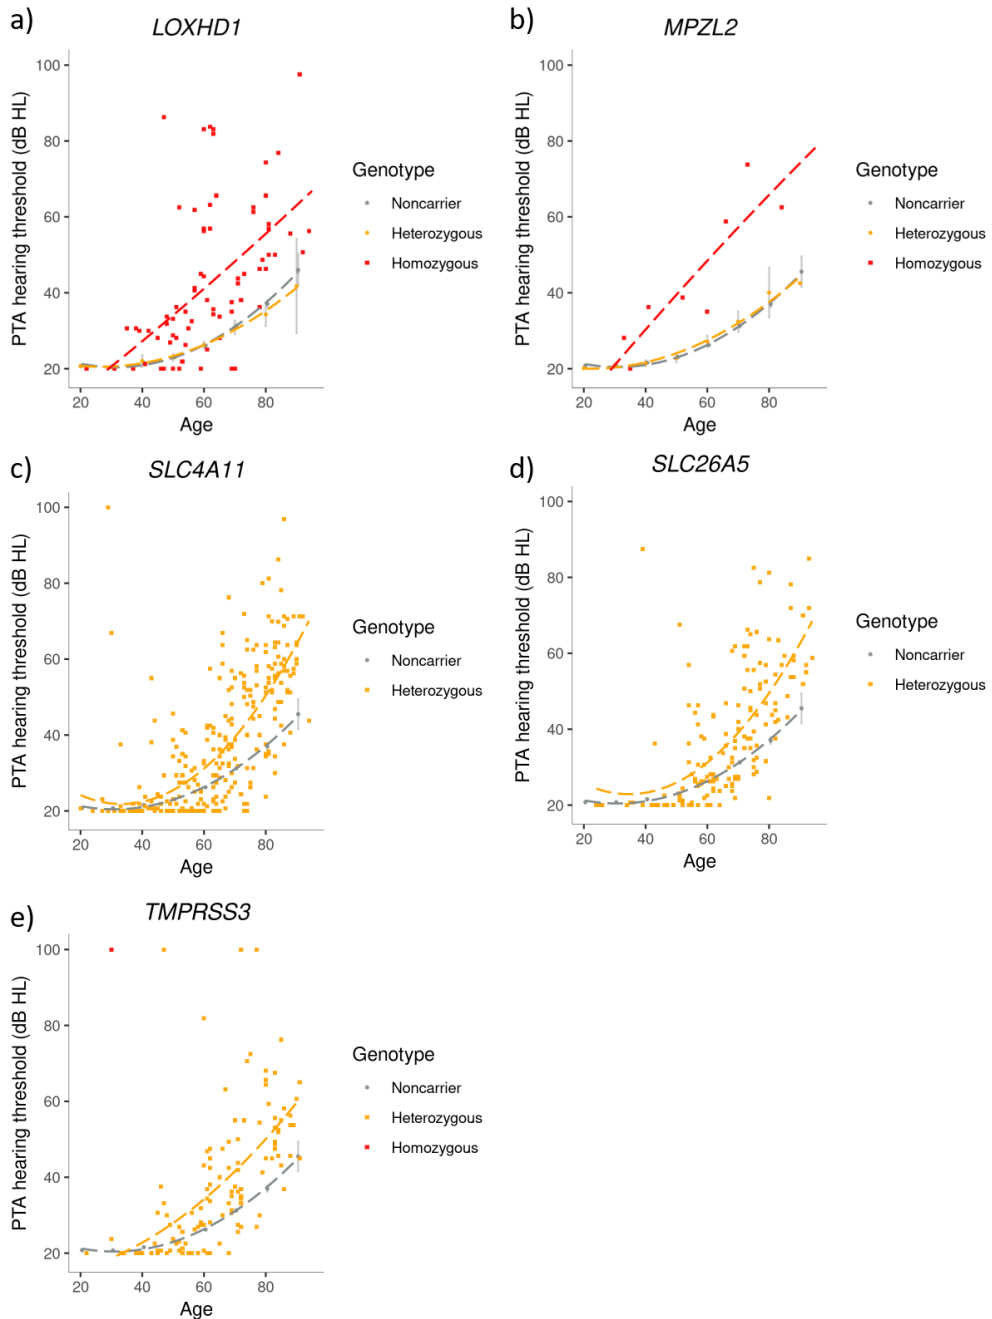 a)
LOXHD1
100
80
60
40
20
PTA hearing threshold (dB HL)
20 40 60 80
Age
Genotype
Noncarrier
Heterozygous
Homozygous
b)
MPZL2
100
80
60
40
20
PTA hearing threshold (dB HL)
20 40 60 80
Age
Genotype
Noncarrier
Heterozygous
Homozygous
c)
SLC4A11
100
80
60
40
20
PTA hearing threshold (dB HL)
20 40 60 80
Age
Genotype
Noncarrier
Heterozygous
d)
SLC26A5
100
80
60
40
20
PTA hearing threshold (dB HL)
20 40 60 80
Age
Genotype
Noncarrier
Heterozygous
e)
TMPRSS3
100
80
60
40
20
PTA hearing threshold (dB HL)
20 40 60 80
Age
Genotype
Noncarrier
Heterozygous
Homozygous